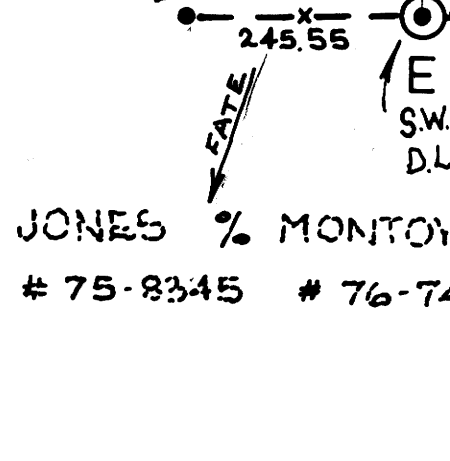 245.55
FATE
E
S.W.
D.L
JONES % MONTOY
# 75-8345 # 76-74